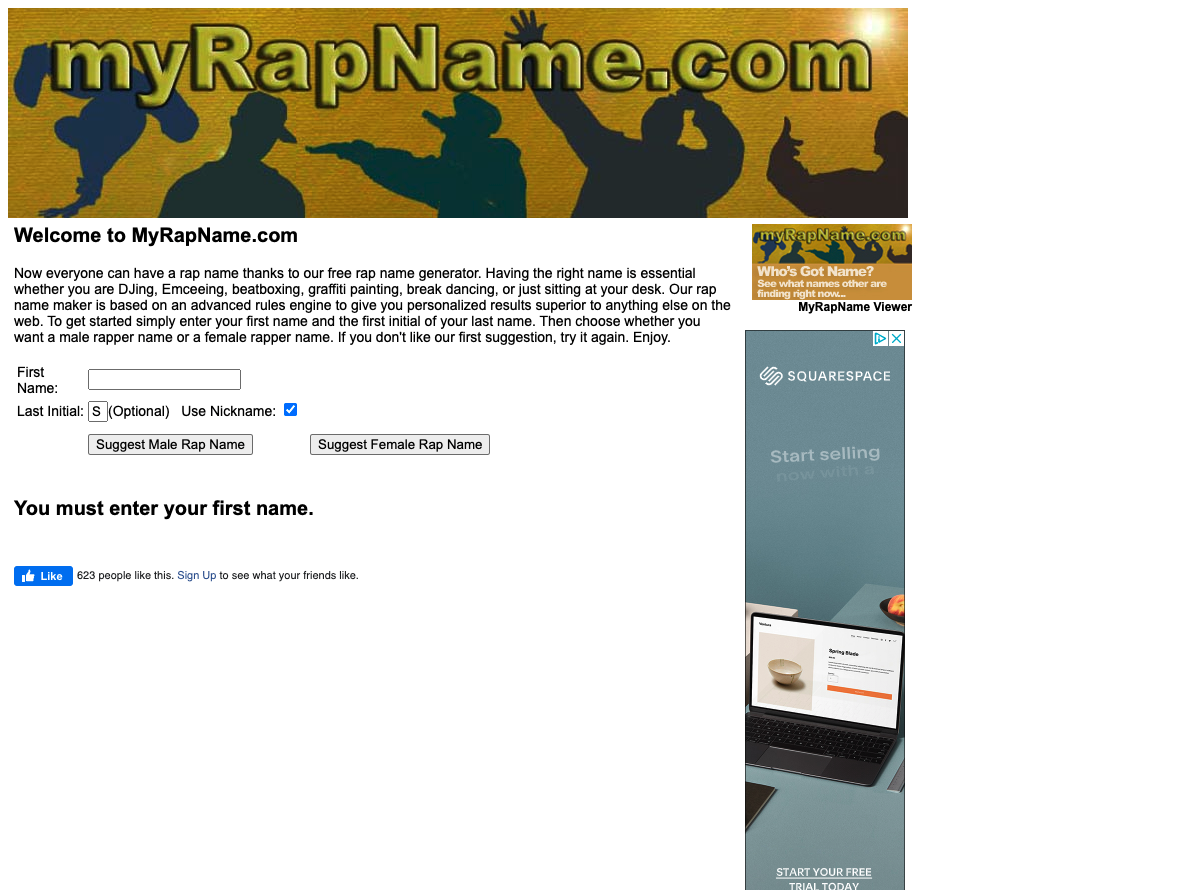 myRapName.com
Welcome to MyRapName.com
Now everyone can have a rap name thanks to our free rap name generator. Having the right name is essential
whether you are DJing, Emceeing, beatboxing, graffiti painting, break dancing, or just sitting at your desk. Our rap
name maker is based on an advanced rules engine to give you personalized results superior to anything else on the
web. To get started simply enter your first name and the first initial of your last name. Then choose whether you
want a male rapper name or a female rapper name. If you don't like our first suggestion, try it again. Enjoy.
First
Name:
Last Initial: S (Optional) Use Nickname:
Suggest Male Rap Name Suggest Female Rap Name
You must enter your first name.
Like 623 people like this. Sign Up to see what your friends like.
myRapName.com
Who's Got Name?
See what names other are
finding right now...
MyRapName Viewer
SQUARESPACE
Start selling
now with a
Spring Blade
START YOUR FREE
TRIAL TODAY